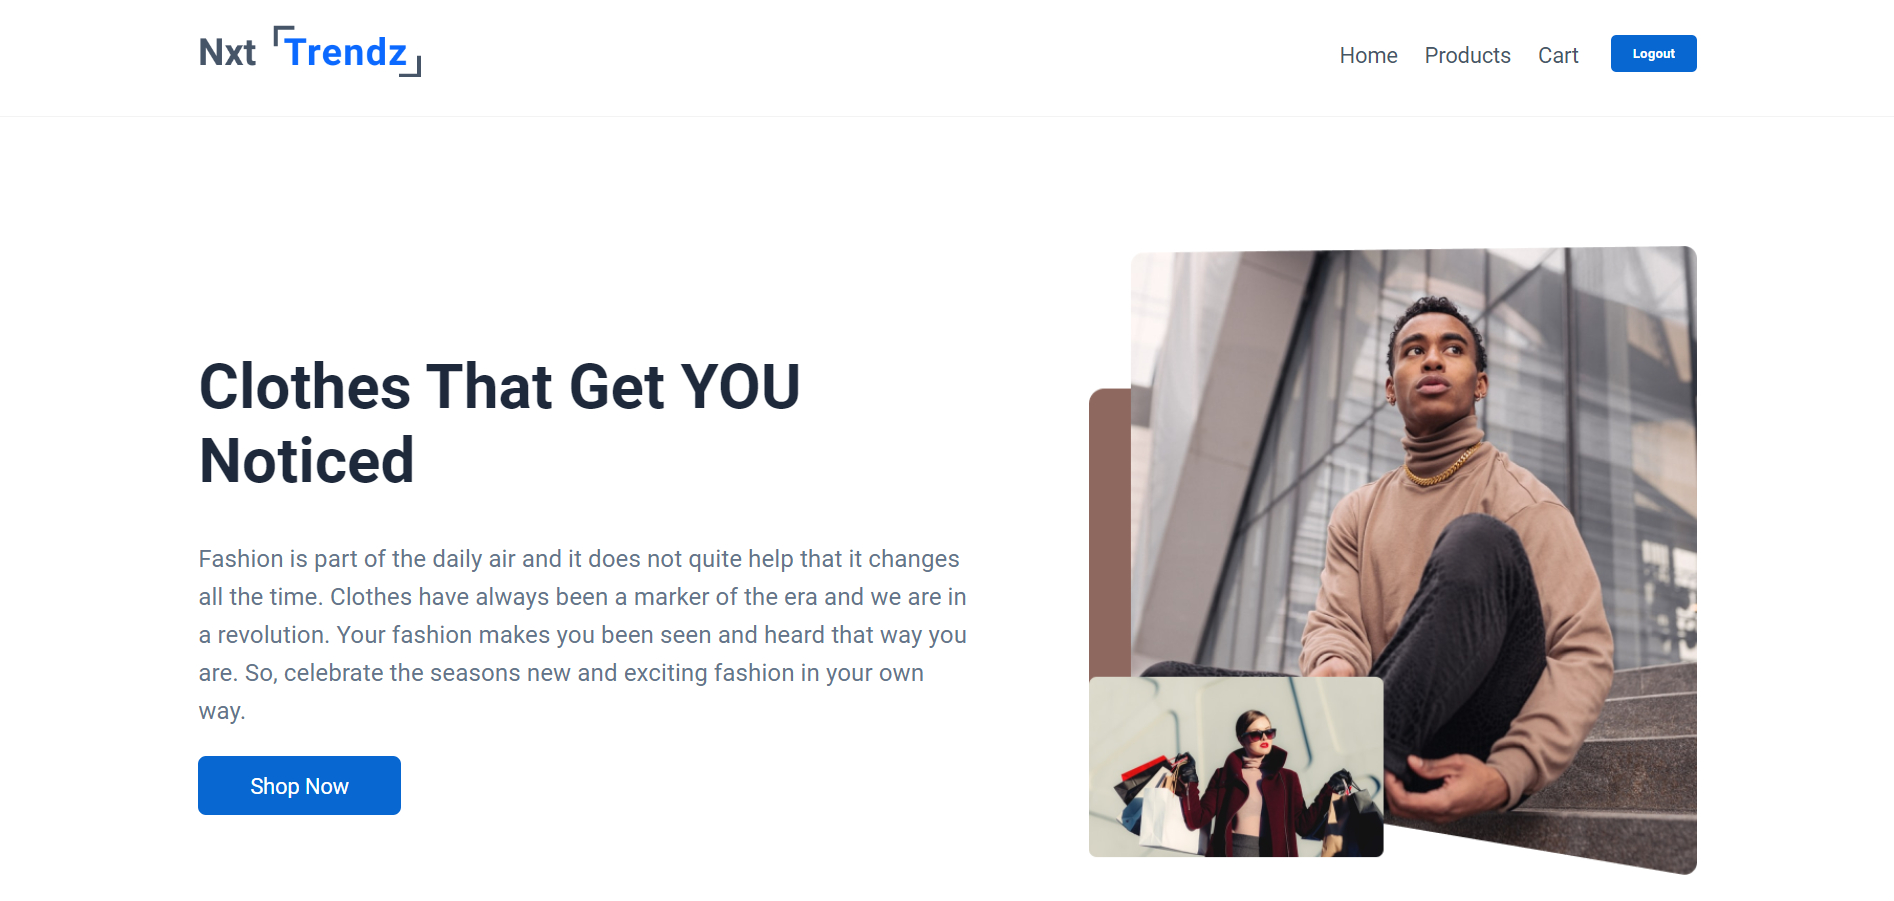 Nxt Trendz
Home Products Cart Logout
Clothes That Get YOU
Noticed
Fashion is part of the daily air and it does not quite help that it changes
all the time. Clothes have always been a marker of the era and we are in
a revolution. Your fashion makes you been seen and heard that way you
are. So, celebrate the seasons new and exciting fashion in your own
way.
Shop Now